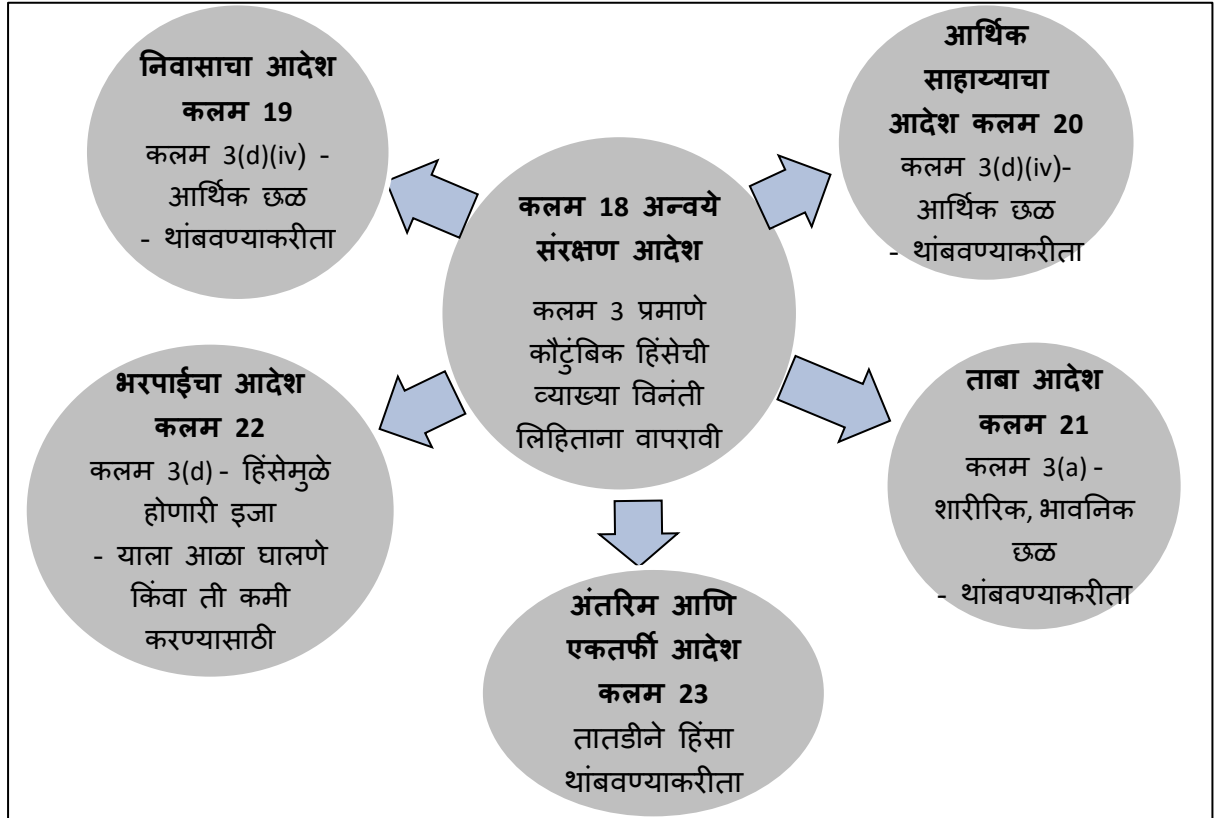 निवासाचा आदेश
कलम 19
कलम 3(d)(iv) -
आर्थिक छळ
- थांबवण्याकरीता
आर्थिक
साहाय्याचा
आदेश कलम 20
कलम 3(d)(iv)-
आर्थिक छळ
- थांबवण्याकरीता
कलम 18 अन्वये
संरक्षण आदेश
कलम 3 प्रमाणे
कौटुंबिक हिंसेची
व्याख्या विनंती
लिहिताना वापरावी
भरपाईचा आदेश
कलम 22
कलम 3(d) - हिंसेमुळे
होणारी इजा
- याला आळा घालणे
किंवा ती कमी
करण्यासाठी
ताबा आदेश
कलम 21
कलम 3(a) -
शारीरिक, भावनिक
छळ
- थांबवण्याकरीता
अंतरिम आणि
एकतर्फी आदेश
कलम 23
तातडीने हिंसा
थांबवण्याकरीता